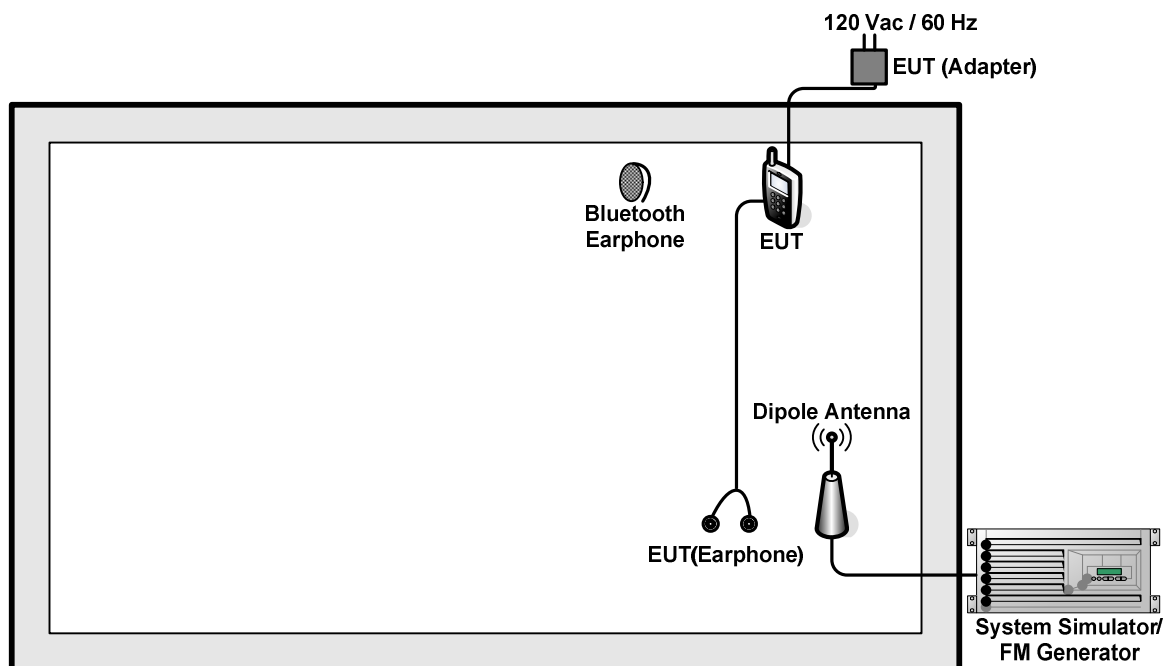 120 Vac / 60 Hz
EUT (Adapter)
Bluetooth
Earphone
EUT
Dipole Antenna
EUT(Earphone)
System Simulator/
FM Generator